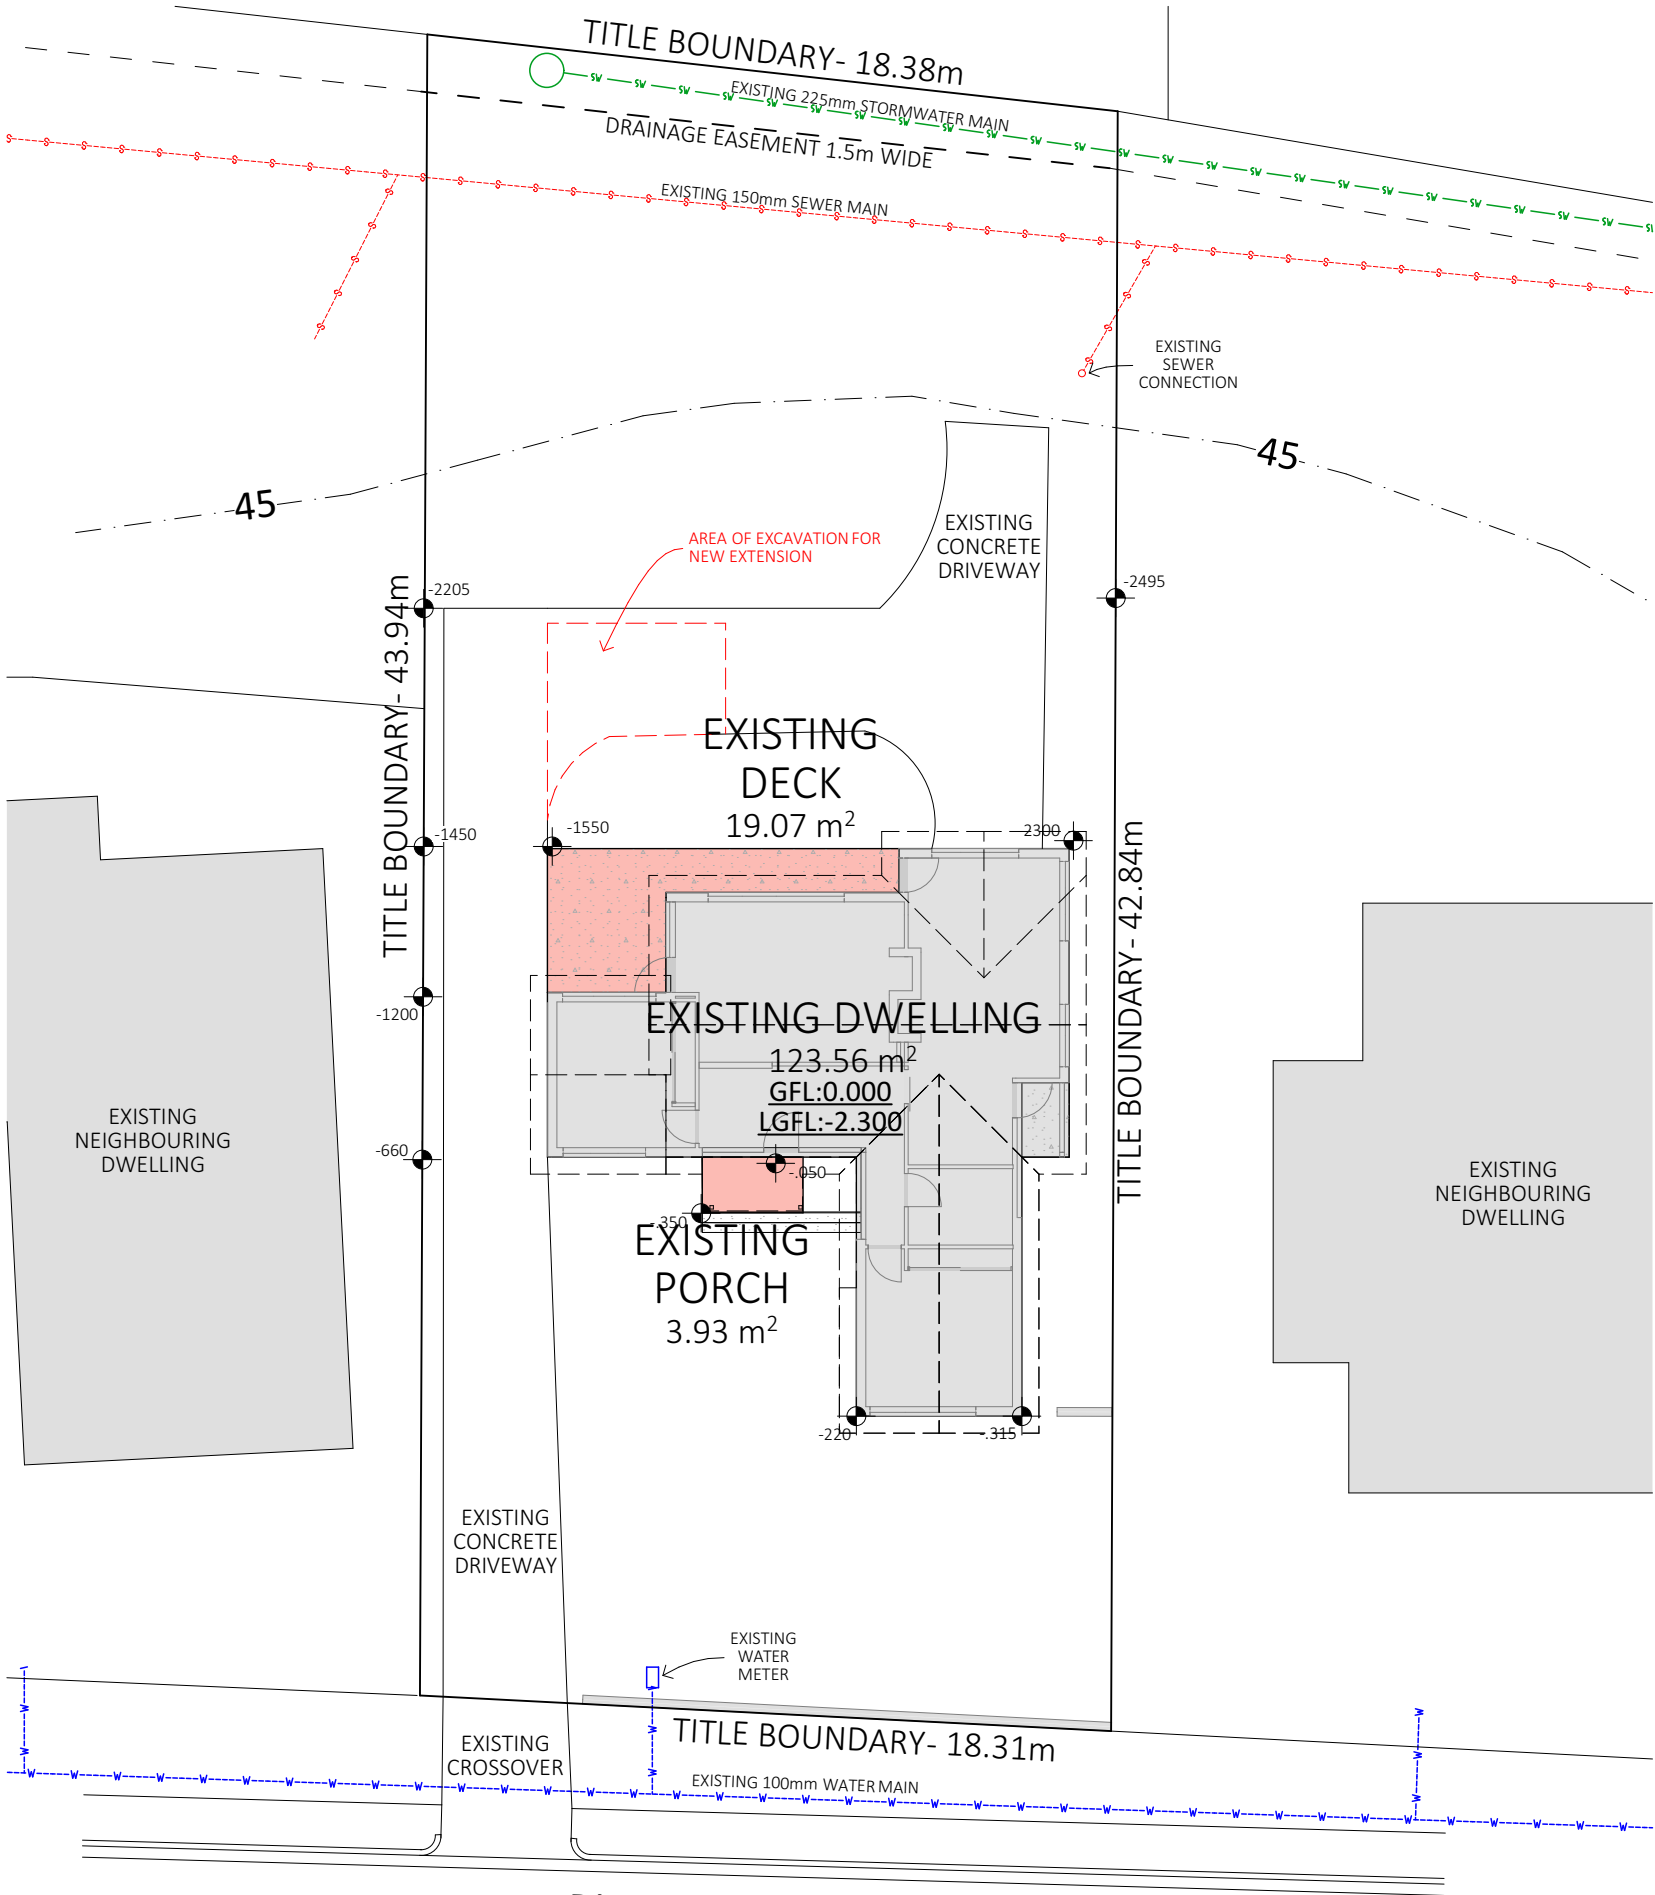 TITLE BOUNDARY- 18.38m
EXISTING 225mm STORMWATER MAIN
DRAINAGE EASEMENT 1.5m WIDE
EXISTING 150mm SEWER MAIN
EXISTING
SEWER
CONNECTION
45
45
AREA OF EXCAVATION FOR
NEW EXTENSION
EXISTING
CONCRETE
DRIVEWAY
-2205
-2495
TITLE BOUNDARY- 43.94m
EXISTING
DECK
19.07 m²
-1450
-1550
2300
TITLE BOUNDARY- 42.84m
-1200
EXISTING DWELLING
123.56 m²
GFL:0.000
LGFL:-2.300
EXISTING
NEIGHBOURING
DWELLING
-660
-.050
-.350
EXISTING
PORCH
3.93 m²
EXISTING
NEIGHBOURING
DWELLING
-220
-.315
EXISTING
CONCRETE
DRIVEWAY
EXISTING
WATER
METER
TITLE BOUNDARY- 18.31m
EXISTING
CROSSOVER
EXISTING 100mm WATER MAIN